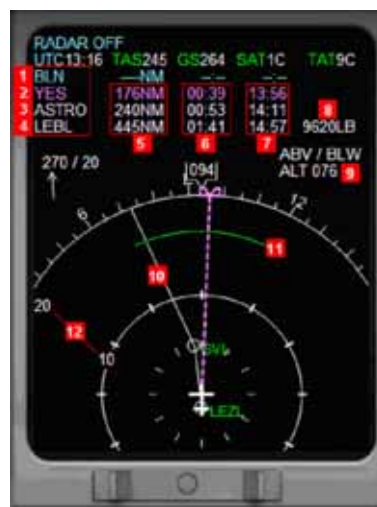 RADAR OFF
UTC13:16 TAS245 GS264 SAT1C TAT9C
1 BLN ----NM --:-- --:--
2 YES 176NM 00:39 13:56
3 ASTRO 240NM 00:53 14:11 8
4 LEBL 445NM 01.41 14:57 9620LB
5 6 7
ABV / BLW
270 / 20 |094| ALT 076 9
6 12
11
10
20
12
10
SVL
LEZL